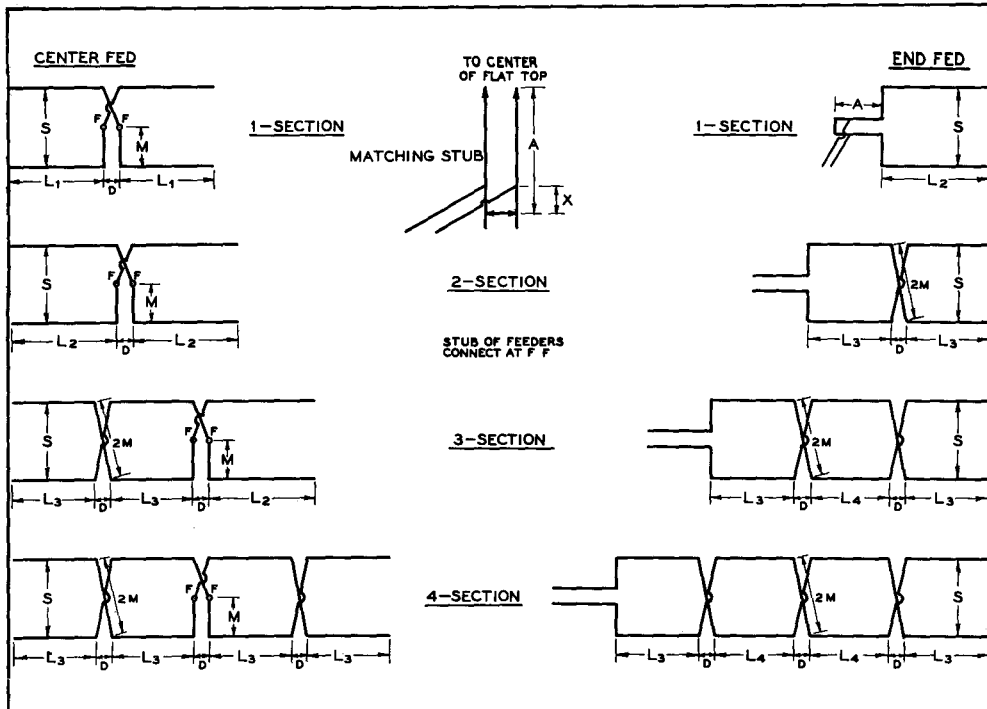 CENTER FED
S
F
F
M
L1
D
L1
1-SECTION
TO CENTER
OF FLAT TOP
MATCHING STUB
A
X
END FED
1-SECTION
A
S
L2
S
F
F
M
L2
D
L2
2-SECTION
2M
S
L3
D
L3
STUB OF FEEDERS
CONNECT AT F F
S
2M
F
F
M
L3
D
L3
D
L2
3-SECTION
2M
S
L3
D
L4
D
L3
S
2M
F
F
M
L3
D
L3
D
L3
D
L3
4-SECTION
2M
S
L3
D
L4
D
L4
D
L3